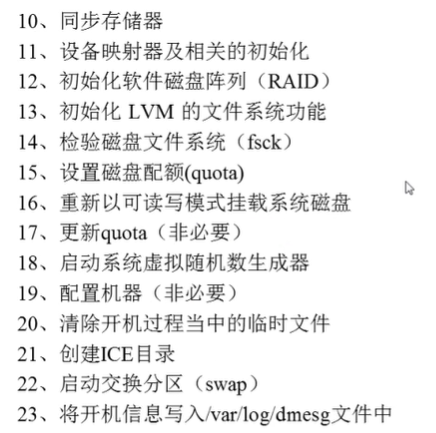 10、同步存储器
11、设备映射器及相关的初始化
12、初始化软件磁盘阵列（RAID）
13、初始化 LVM 的文件系统功能
14、检验磁盘文件系统（fsck）
15、设置磁盘配额(quota)
16、重新以可读写模式挂载系统磁盘
17、更新quota（非必要）
18、启动系统虚拟随机数生成器
19、配置机器（非必要）
20、清除开机过程当中的临时文件
21、创建ICE目录
22、启动交换分区（swap）
23、将开机信息写入/var/log/dmesg文件中